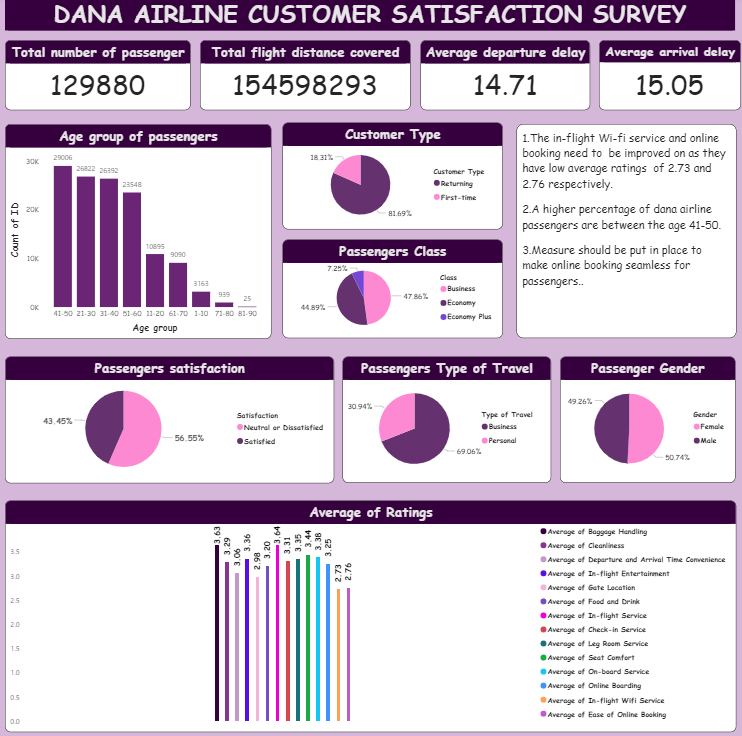 DANA AIRLINE CUSTOMER SATISFACTION SURVEY
Total number of passenger
129880
Total flight distance covered
154598293
Average departure delay
14.71
Average arrival delay
15.05
Age group of passengers
Count of ID
30K
20K
10K
0K
29006
26822
26392
23548
10895
9090
3163
939
25
41-50
21-30
31-40
51-60
11-20
61-70
1-10
71-80
81-90
Age group
Customer Type
18.31%
81.69%
Customer Type
Returning
First-time
Passengers Class
7.25%
44.89%
47.86%
Class
Business
Economy
Economy Plus
1.The in-flight Wi-fi service and online
booking need to be improved on as they
have low average ratings of 2.73 and
2.76 respectively.
2.A higher percentage of dana airline
passengers are between the age 41-50.
3.Measure should be put in place to
make online booking seamless for
passengers..
Passengers satisfaction
43.45%
56.55%
Satisfaction
Neutral or Dissatisfied
Satisfied
Passengers Type of Travel
30.94%
69.06%
Type of Travel
Business
Personal
Passenger Gender
49.26%
50.74%
Gender
Female
Male
Average of Ratings
3.5
3.0
2.5
2.0
1.5
1.0
0.5
0.0
3.63
3.29
3.06
3.36
2.98
3.20
3.64
3.31
3.35
3.44
3.38
3.25
2.73
2.76
Average of Baggage Handling
Average of Cleanliness
Average of Departure and Arrival Time Convenience
Average of In-flight Entertainment
Average of Gate Location
Average of Food and Drink
Average of In-flight Service
Average of Check-in Service
Average of Leg Room Service
Average of Seat Comfort
Average of On-board Service
Average of Online Boarding
Average of In-flight Wifi Service
Average of Ease of Online Booking